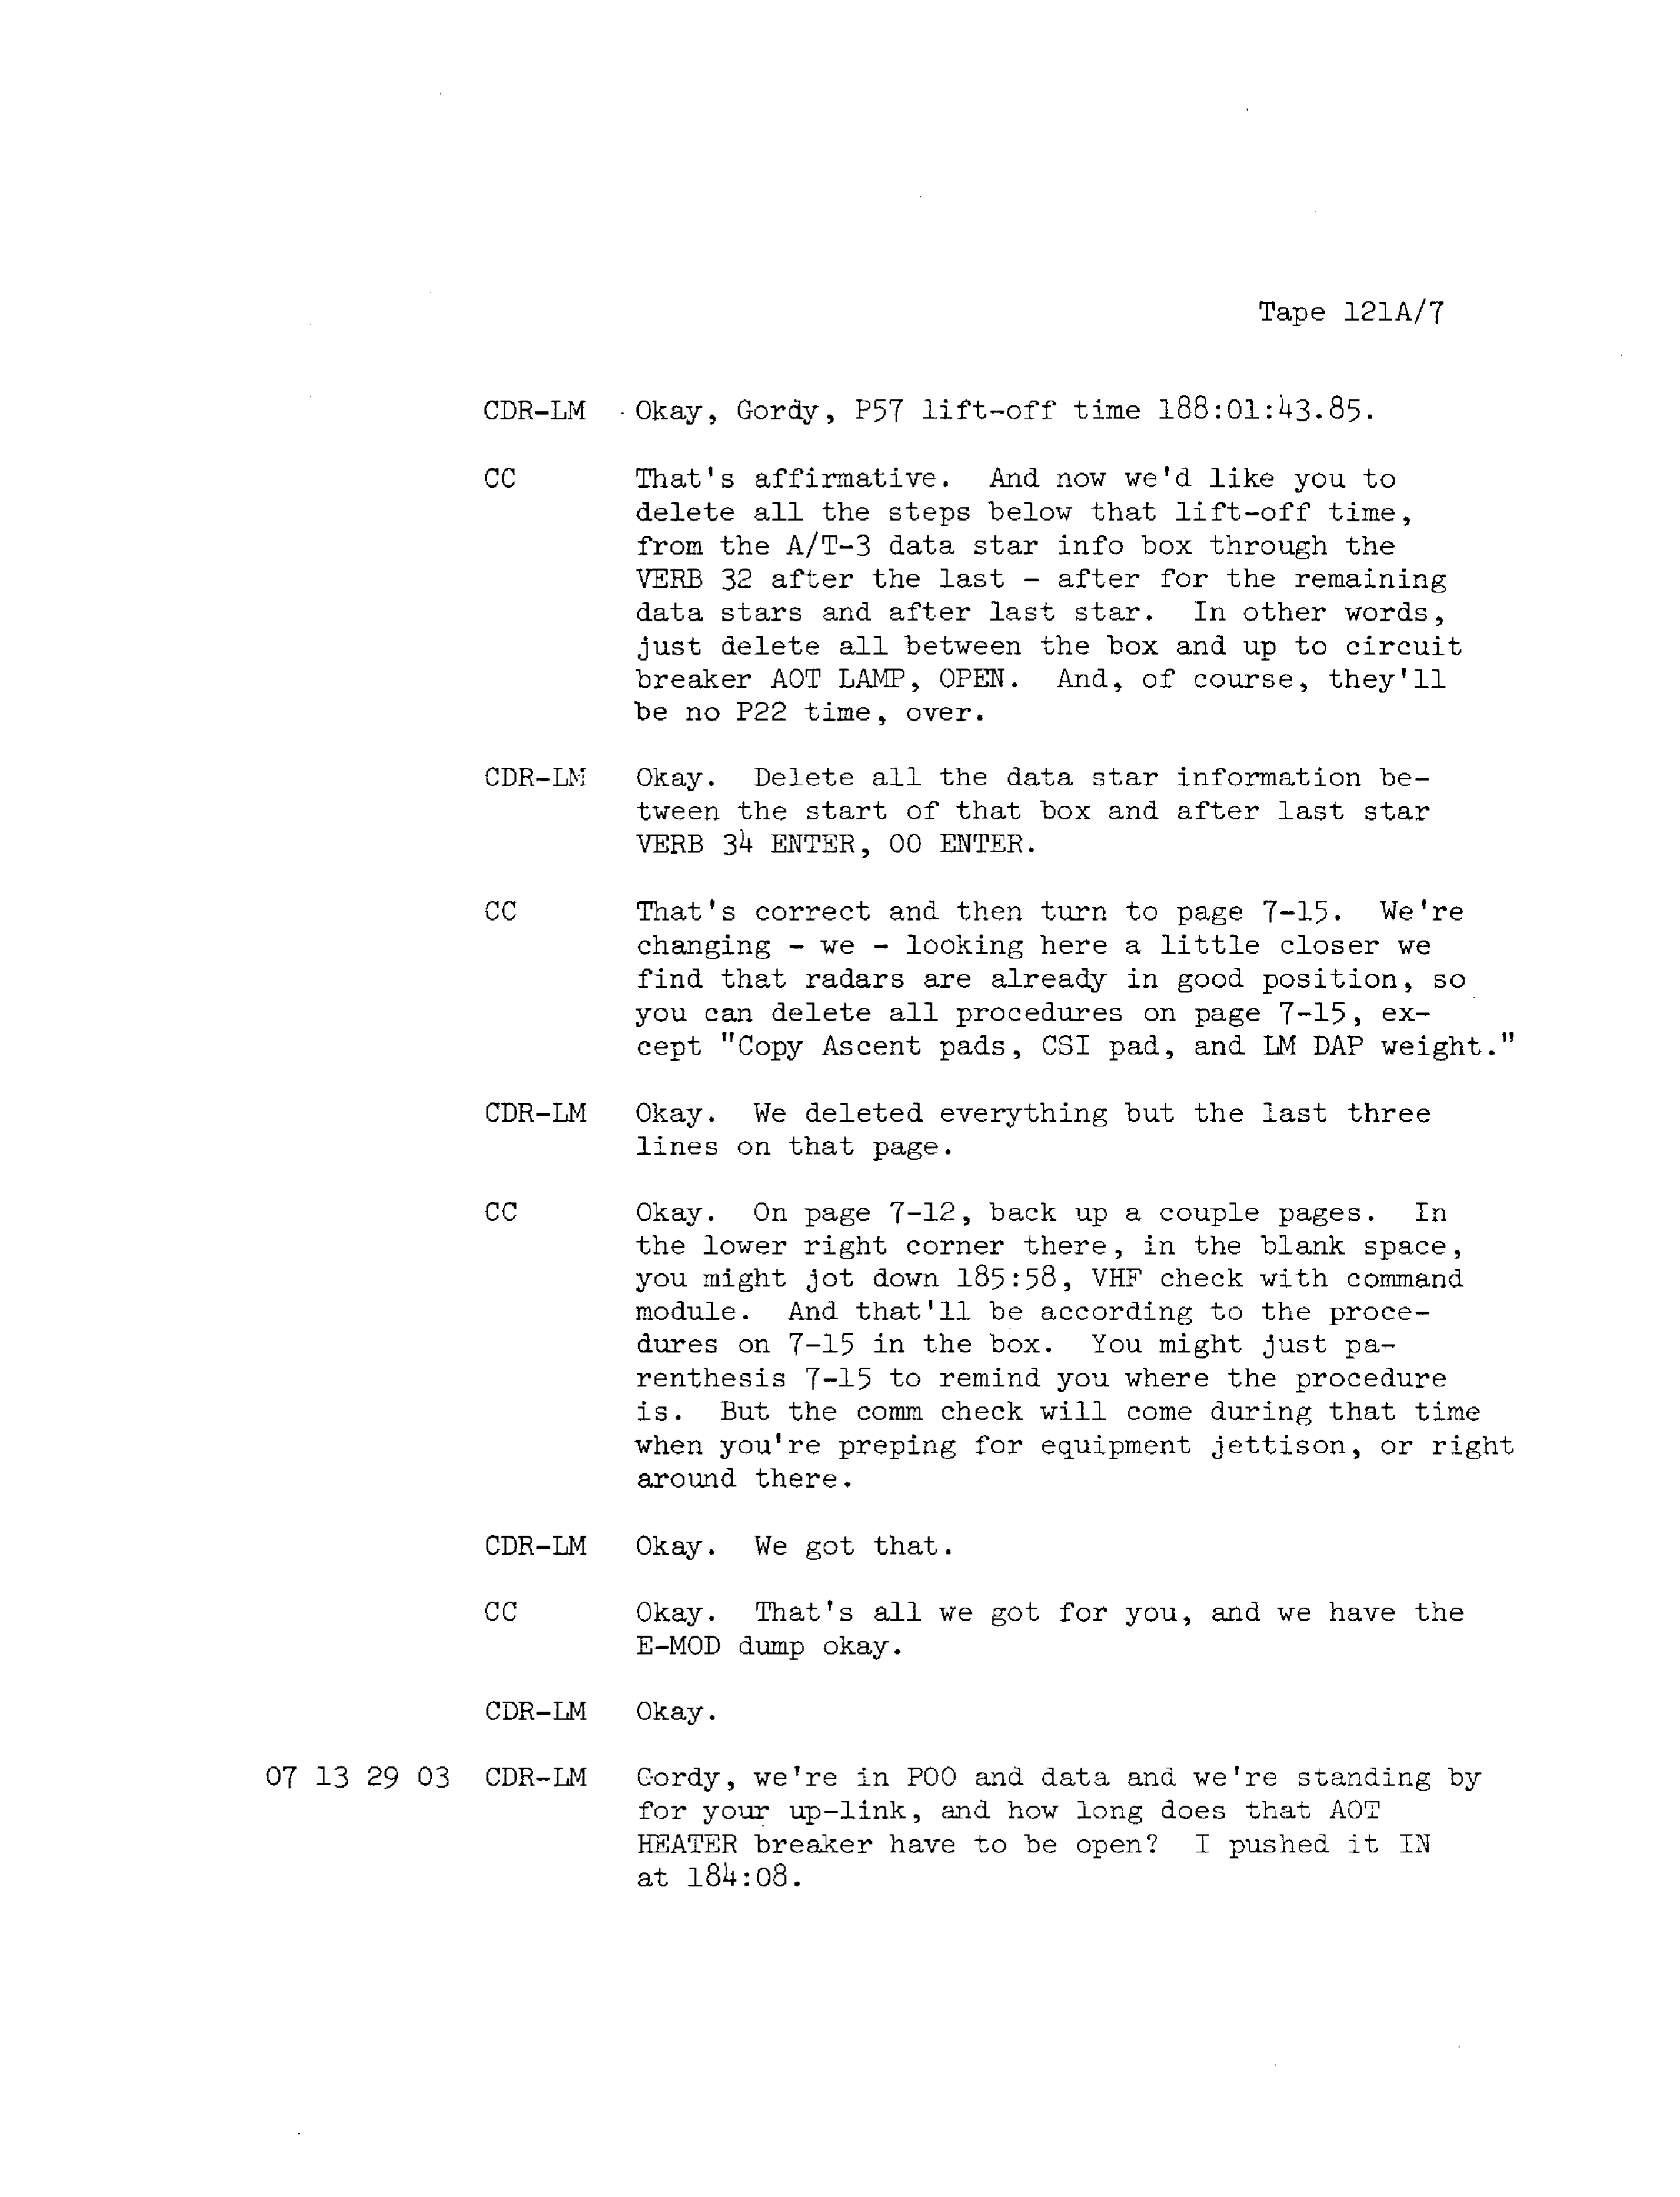 Tape 121A/7
CDR-LM Okay, Gordy, P57 lift-off time 188:01:43.85.
CC That's affirmative. And now we'd like you to
delete all the steps below that lift-off time,
from the A/T-3 data star info box through the
VERB 32 after the last - after for the remaining
data stars and after last star. In other words,
just delete all between the box and up to circuit
breaker AOT LAMP, OPEN. And, of course, they'll
be no P22 time, over.
CDR-LM Okay. Delete all the data star information be-
tween the start of that box and after last star
VERB 34 ENTER, 00 ENTER.
CC That's correct and then turn to page 7-15. We're
changing - we - looking here a little closer we
find that radars are already in good position, so
you can delete all procedures on page 7-15, ex-
cept "Copy Ascent pads, CSI pad, and LM DAP weight."
CDR-LM Okay. We deleted everything but the last three
lines on that page.
CC Okay. On page 7-12, back up a couple pages. In
the lower right corner there, in the blank space,
you might jot down 185:58, VHF check with command
module. And that'll be according to the proce-
dures on 7-15 in the box. You might just pa-
renthesis 7-15 to remind you where the procedure
is. But the comm check will come during that time
when you're preping for equipment jettison, or right
around there.
CDR-LM Okay. We got that.
CC Okay. That's all we got for you, and we have the
E-MOD dump okay.
CDR-LM Okay.
07 13 29 03 CDR-LM Gordy, we're in POO and data and we're standing by
for your up-link, and how long does that AOT
HEATER breaker have to be open? I pushed it IN
at 184:08.